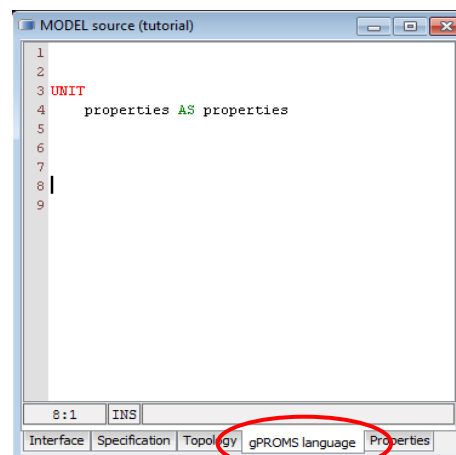 MODEL source (tutorial)
1
2
3 UNIT
4 properties AS properties
5
6
7
8
9
8:1 INS
Interface Specification Topology gPROMS language Properties